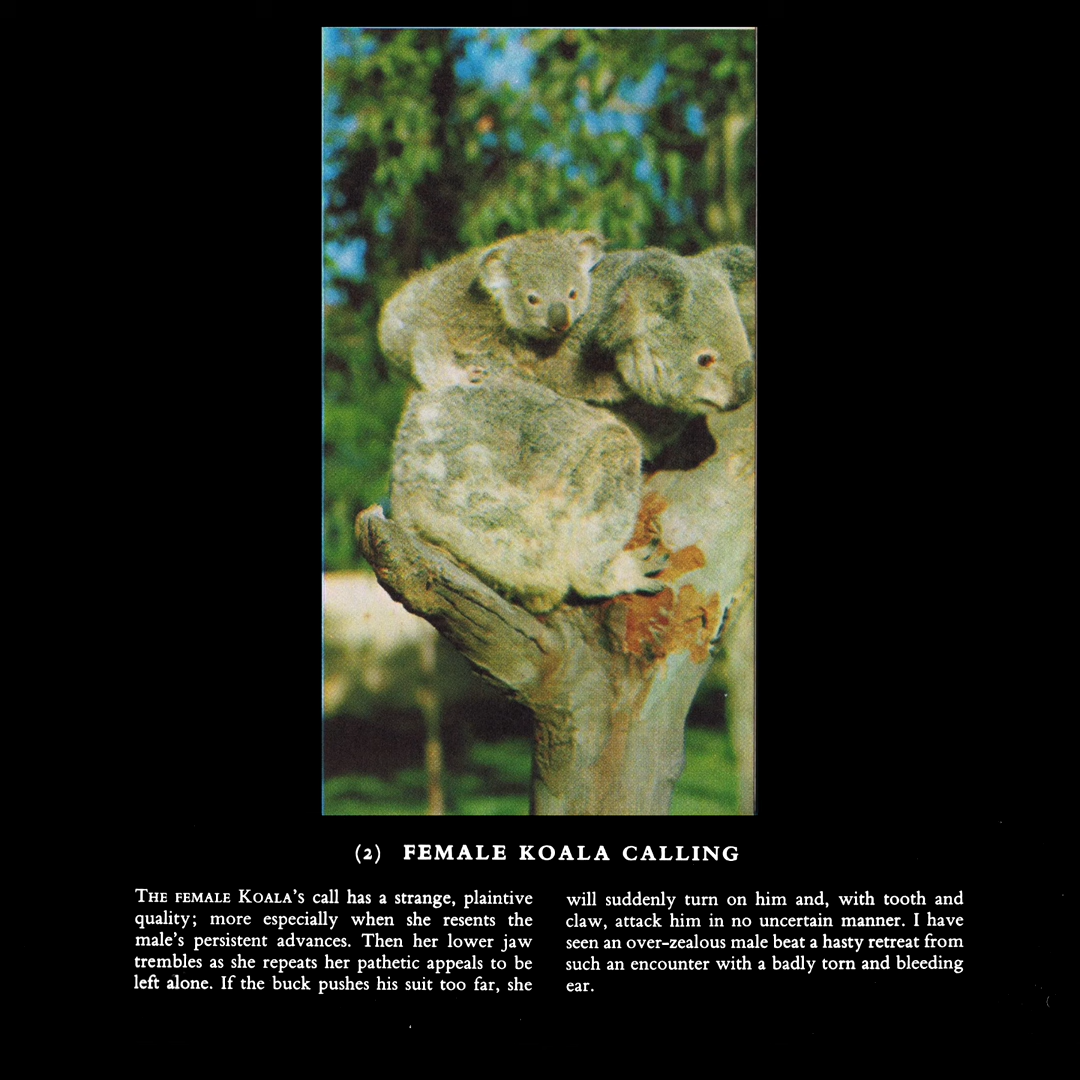 (2) FEMALE KOALA CALLING
THE FEMALE KOALA'S call has a strange, plaintive
quality; more especially when she resents the
male's persistent advances. Then her lower jaw
trembles as she repeats her pathetic appeals to be
left alone. If the buck pushes his suit too far, she
will suddenly turn on him and, with tooth and
claw, attack him in no uncertain manner. I have
seen an over-zealous male beat a hasty retreat from
such an encounter with a badly torn and bleeding
ear.